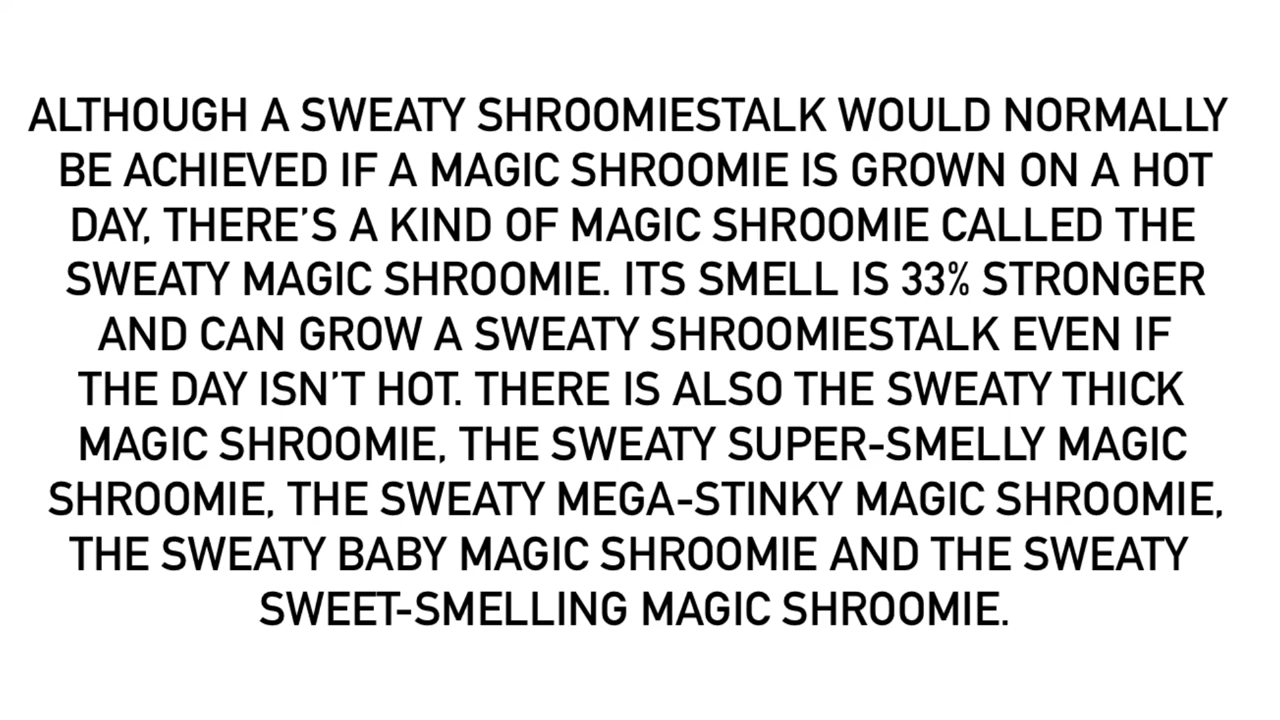 ALTHOUGH A SWEATY SHROOMIESTALK WOULD NORMALLY
BE ACHIEVED IF A MAGIC SHROOMIE IS GROWN ON A HOT
DAY, THERE’S A KIND OF MAGIC SHROOMIE CALLED THE
SWEATY MAGIC SHROOMIE. ITS SMELL IS 33% STRONGER
AND CAN GROW A SWEATY SHROOMIESTALK EVEN IF
THE DAY ISN’T HOT. THERE IS ALSO THE SWEATY THICK
MAGIC SHROOMIE, THE SWEATY SUPER-SMELLY MAGIC
SHROOMIE, THE SWEATY MEGA-STINKY MAGIC SHROOMIE,
THE SWEATY BABY MAGIC SHROOMIE AND THE SWEATY
SWEET-SMELLING MAGIC SHROOMIE.